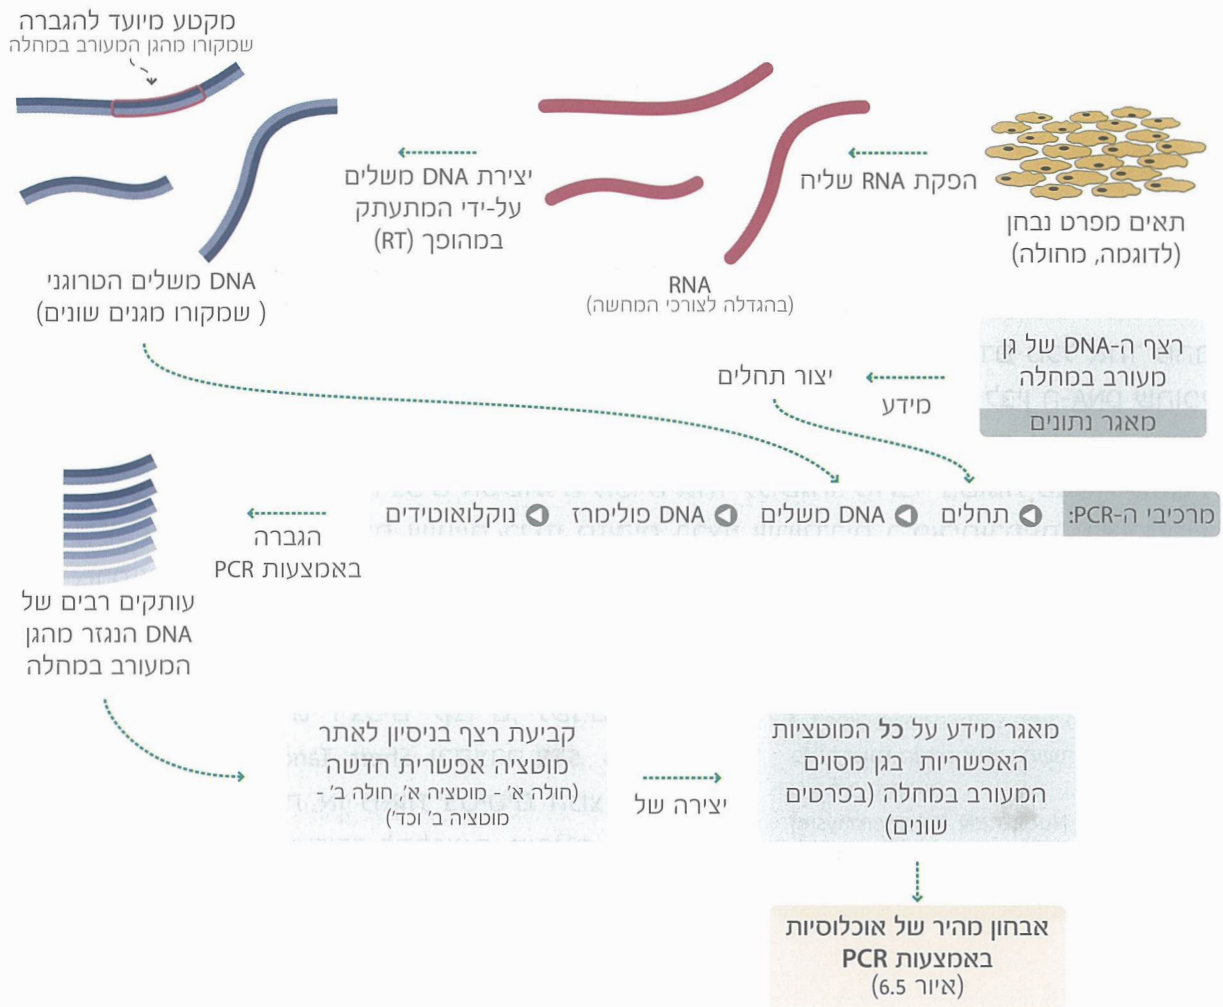 מקטע מיועד להגברה
שמקורו מהגן המעורב במחלה
תאים מפרט נבחן
(לדוגמה, מחולה)
הפקת RNA שליח
RNA
(בהגדלה לצורכי המחשה)
יצירת DNA משלים
על-ידי המתעתק
במהופך (RT)
DNA משלים הטרוגני
( שמקורו מגנים שונים)
רצף ה-DNA של גן
מעורב במחלה
מאגר נתונים
מידע
יצור תחלים
מרכיבי ה-PCR: תחלים DNA משלים DNA פולימרז נוקלואוטידים
הגברה
באמצעות PCR
עותקים רבים של
DNA הנגזר מהגן
המעורב במחלה
קביעת רצף בניסיון לאתר
מוטציה אפשרית חדשה
(חולה א' - מוטציה א', חולה ב' -
מוטציה ב' וכד')
יצירה של
מאגר מידע על כל המוטציות
האפשריות בגן מסוים
המעורב במחלה (בפרטים
שונים)
אבחון מהיר של אוכלוסיות
באמצעות PCR
(איור 6.5)